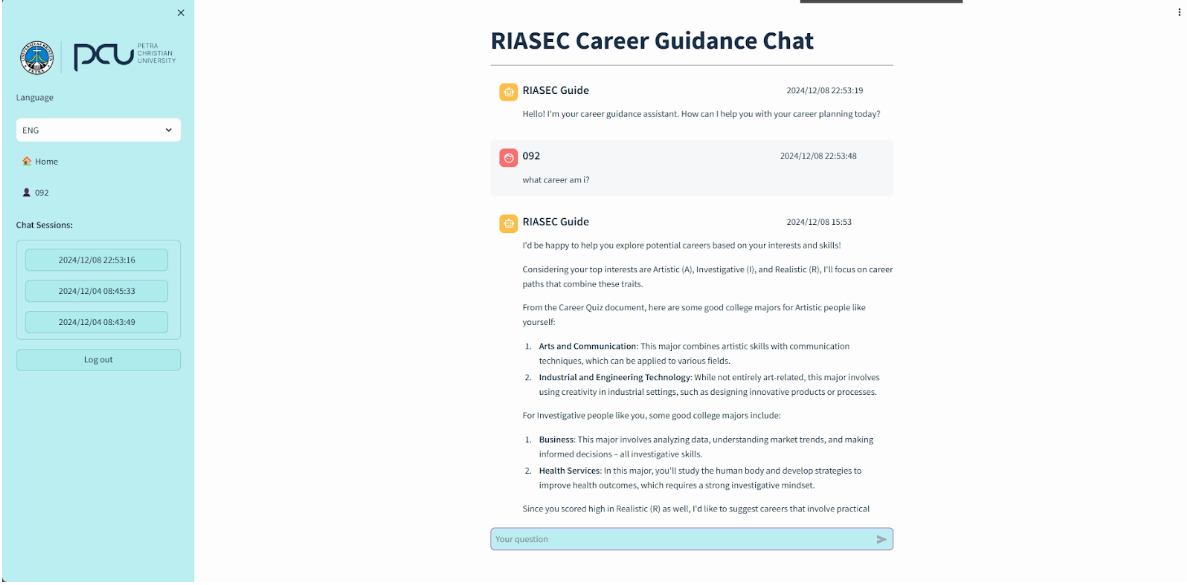 PETRA
CHRISTIAN
UNIVERSITY
PCU
Language
ENG
Home
092
Chat Sessions:
2024/12/08 22:53:16
2024/12/04 08:45:33
2024/12/04 08:43:49
Log out
RIASEC Career Guidance Chat
RIASEC Guide
2024/12/08 22:53:19
Hello! I'm your career guidance assistant. How can I help you with your career planning today?
092
2024/12/08 22:53:48
what career am i?
RIASEC Guide
2024/12/08 15:53
I'd be happy to help you explore potential careers based on your interests and skills!
Considering your top interests are Artistic (A), Investigative (I), and Realistic (R), I'll focus on career
paths that combine these traits.
From the Career Quiz document, here are some good college majors for Artistic people like
yourself:
1. Arts and Communication: This major combines artistic skills with communication
techniques, which can be applied to various fields.
2. Industrial and Engineering Technology: While not entirely art-related, this major involves
using creativity in industrial settings, such as designing innovative products or processes.
For Investigative people like you, some good college majors include:
1. Business: This major involves analyzing data, understanding market trends, and making
informed decisions – all investigative skills.
2. Health Services: In this major, you'll study the human body and develop strategies to
improve health outcomes, which requires a strong investigative mindset.
Since you scored high in Realistic (R) as well, I'd like to suggest careers that involve practical
Your question